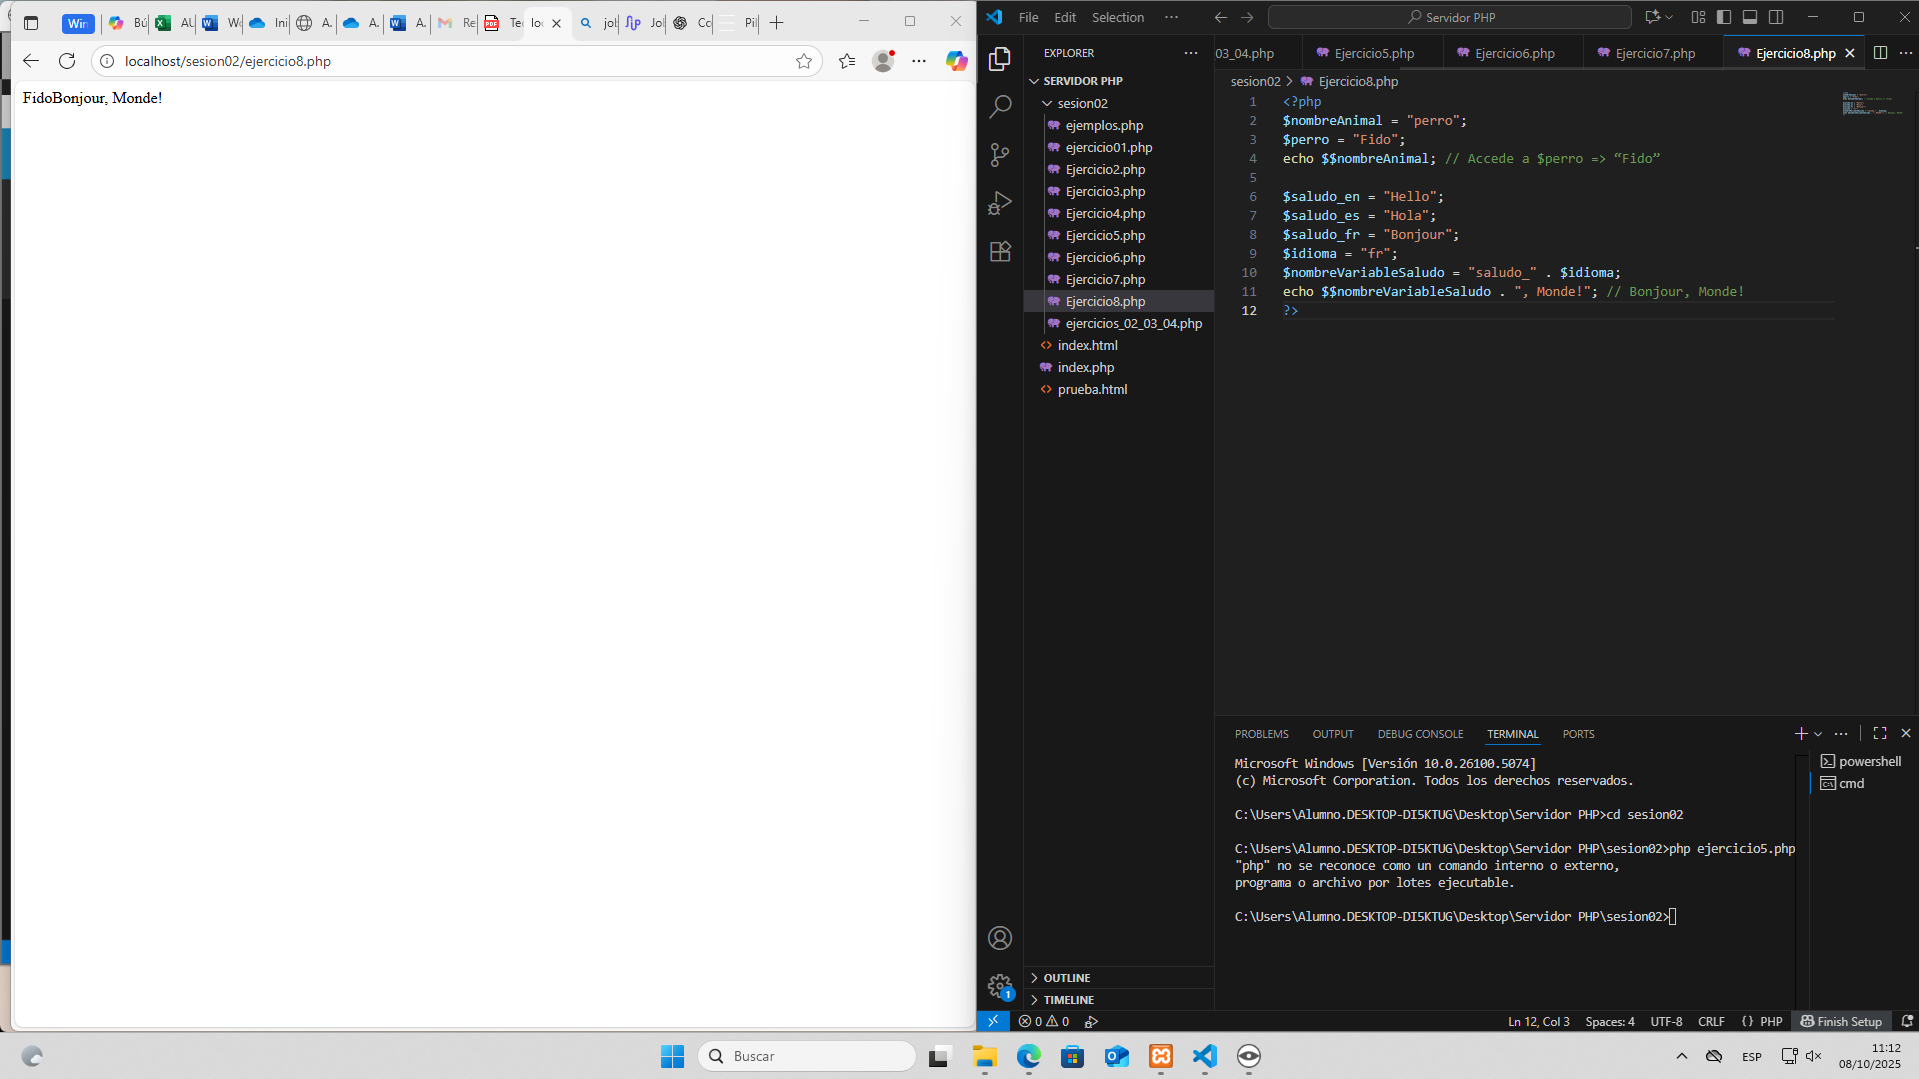 Win
Bú
AU
Wo
Ini
A.
A.
A.
Re
Te
loc
jol
Jol
Cc
Pil
localhost/sesion02/ejercicio8.php
FidoBonjour, Monde!
File Edit Selection ···
Servidor PHP
EXPLORER
SERVIDOR PHP
sesion02
ejemplos.php
ejercicio01.php
Ejercicio2.php
Ejercicio3.php
Ejercicio4.php
Ejercicio5.php
Ejercicio6.php
Ejercicio7.php
Ejercicio8.php
ejercicios_02_03_04.php
index.html
index.php
prueba.html
OUTLINE
TIMELINE
03_04.php Ejercicio5.php Ejercicio6.php Ejercicio7.php Ejercicio8.php
sesion02 > Ejercicio8.php
1 <?php
2 $nombreAnimal = "perro";
3 $perro = "Fido";
4 echo $$nombreAnimal; // Accede a $perro => “Fido”
5
6 $saludo_en = "Hello";
7 $saludo_es = "Hola";
8 $saludo_fr = "Bonjour";
9 $idioma = "fr";
10 $nombreVariableSaludo = "saludo_" . $idioma;
11 echo $$nombreVariableSaludo . ", Monde!"; // Bonjour, Monde!
12 ?>
PROBLEMS OUTPUT DEBUG CONSOLE TERMINAL PORTS
Microsoft Windows [Versión 10.0.26100.5074]
(c) Microsoft Corporation. Todos los derechos reservados.
C:\Users\Alumno.DESKTOP-DI5KTUG\Desktop\Servidor PHP>cd sesion02
C:\Users\Alumno.DESKTOP-DI5KTUG\Desktop\Servidor PHP\sesion02>php ejercicio5.php
"php" no se reconoce como un comando interno o externo,
programa o archivo por lotes ejecutable.
C:\Users\Alumno.DESKTOP-DI5KTUG\Desktop\Servidor PHP\sesion02>
powershell
cmd
1
0 0
Ln 12, Col 3 Spaces: 4 UTF-8 CRLF { } PHP Finish Setup
Buscar
ESP
11:12
08/10/2025